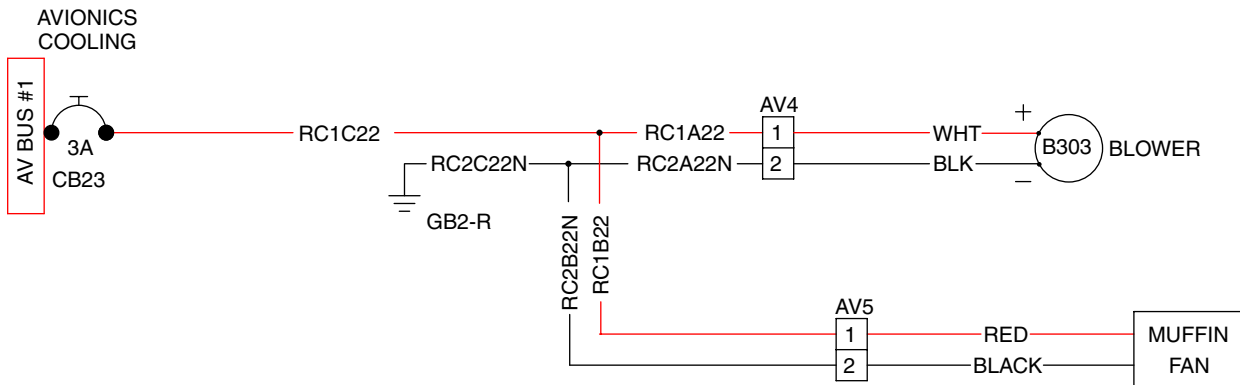 AVIONICS
COOLING
AV BUS #1
3A
CB23
RC1C22
RC1A22
AV4
1
2
WHT
BLK
+
–
B303
BLOWER
RC2C22N
RC2A22N
GB2-R
RC2B22N
RC1B22
AV5
1
2
RED
BLACK
MUFFIN
FAN